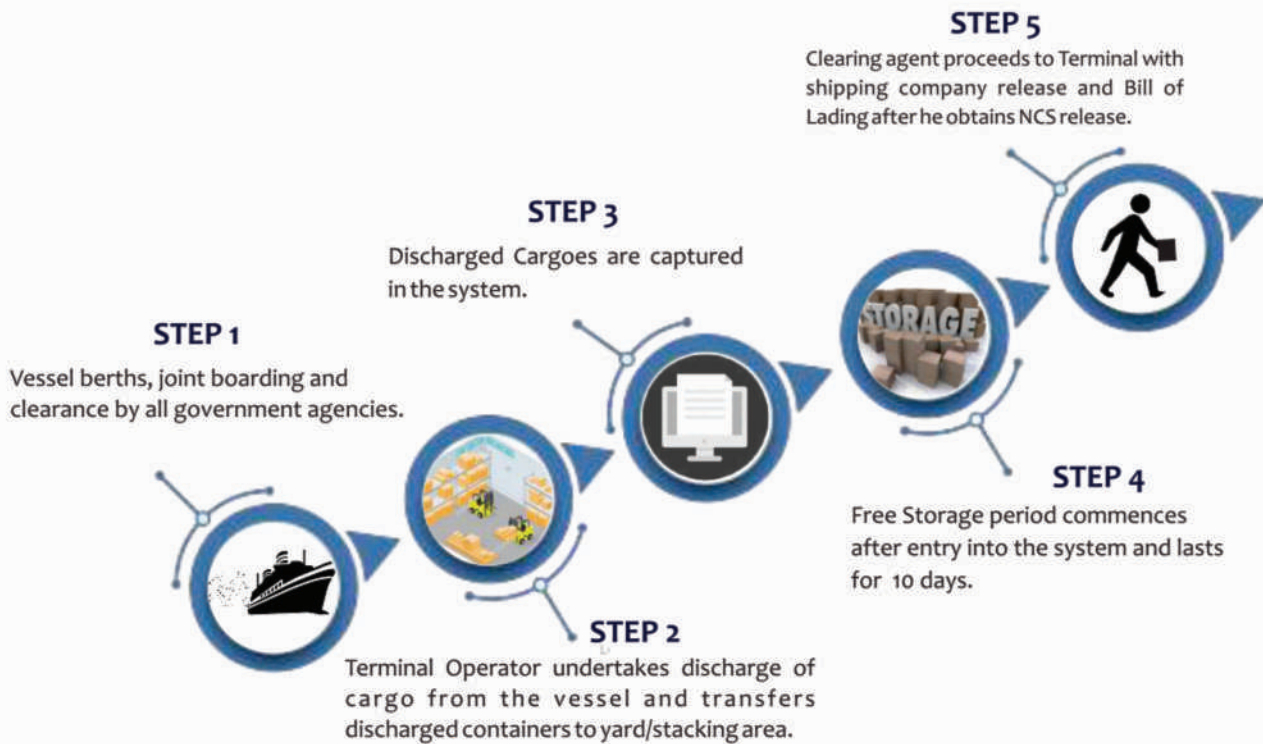 STEP 1
Vessel berths, joint boarding and
clearance by all government agencies.
STEP 2
Terminal Operator undertakes discharge of
cargo from the vessel and transfers
discharged containers to yard/stacking area.
STEP 3
Discharged Cargoes are captured
in the system.
STEP 4
Free Storage period commences
after entry into the system and lasts
for 10 days.
STORAGE
STEP 5
Clearing agent proceeds to Terminal with
shipping company release and Bill of
Lading after he obtains NCS release.